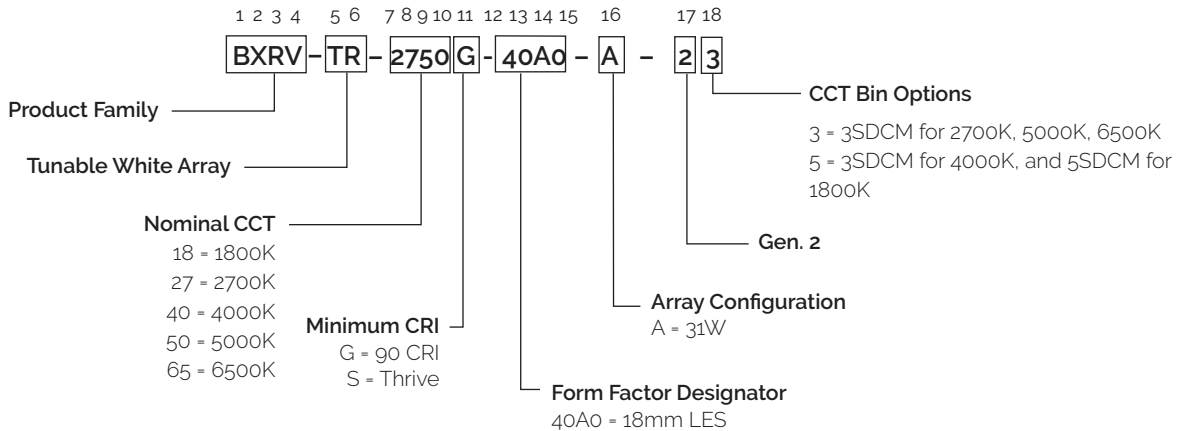 1 2 3 4 5 6 7 8 9 10 11 12 13 14 15 16 17 18
BXRV – TR – 2750 G - 40A0 – A – 2 3
Product Family
Tunable White Array
Nominal CCT
18 = 1800K
27 = 2700K
40 = 4000K
50 = 5000K
65 = 6500K
Minimum CRI
G = 90 CRI
S = Thrive
Form Factor Designator
40A0 = 18mm LES
Array Configuration
A = 31W
Gen. 2
CCT Bin Options
3 = 3SDCM for 2700K, 5000K, 6500K
5 = 3SDCM for 4000K, and 5SDCM for
1800K